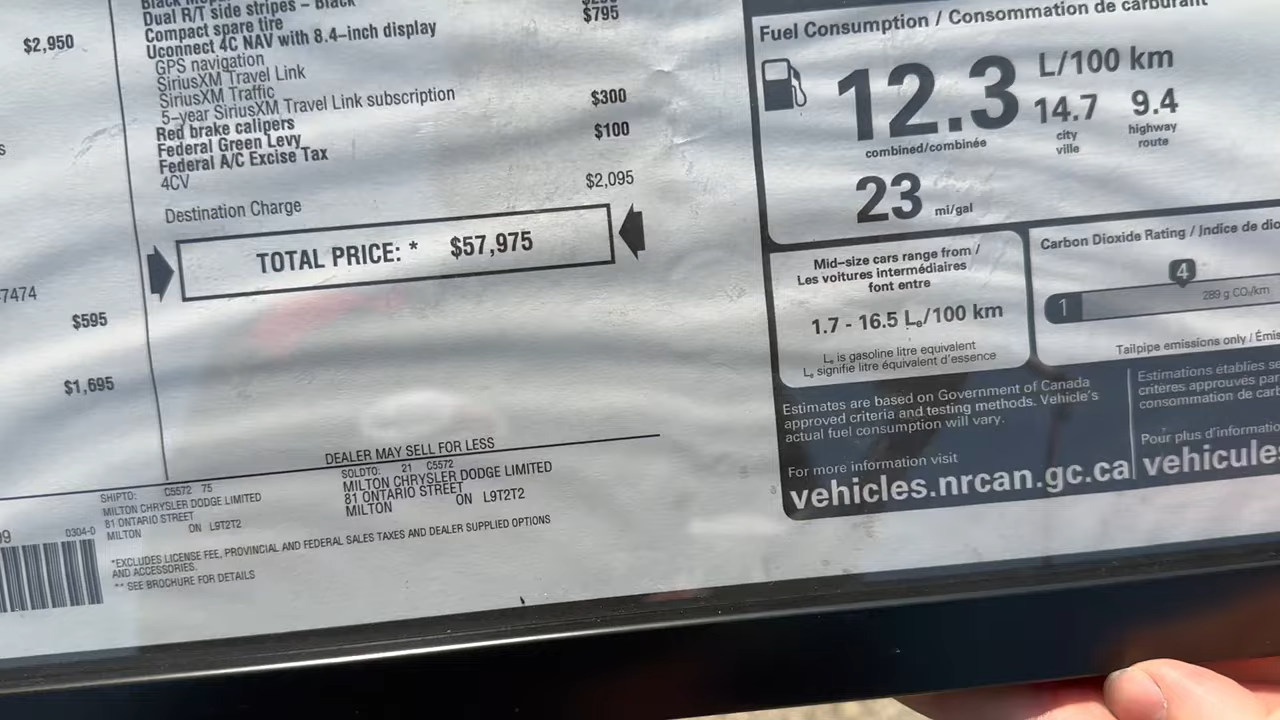 $2,950
$595
$1,695
7474
Dual R/T side stripes – Black
Compact spare tire
Uconnect 4C NAV with 8.4–inch display
$795
GPS navigation
SiriusXM Travel Link
SiriusXM Traffic
5–year SiriusXM Travel Link subscription
Red brake calipers
$300
Federal Green Levy
Federal A/C Excise Tax
$100
4CV
Destination Charge
$2,095
TOTAL PRICE: * $57,975
DEALER MAY SELL FOR LESS
SHIPTO: C5572 75
MILTON CHRYSLER DODGE LIMITED
81 ONTARIO STREET
MILTON ON L9T2T2
SOLDTO: 21 C5572
MILTON CHRYSLER DODGE LIMITED
81 ONTARIO STREET
MILTON ON L9T2T2
0304-0
*EXCLUDES LICENSE FEE, PROVINCIAL AND FEDERAL SALES TAXES AND DEALER SUPPLIED OPTIONS
AND ACCESSORIES.
** SEE BROCHURE FOR DETAILS
Fuel Consumption / Consommation de carburant
12.3 L/100 km
combined/combinée
14.7
city
ville
9.4
highway
route
23 mi/gal
Mid–size cars range from /
Les voitures intermédiaires
font entre
1.7 - 16.5 Le/100 km
Le is gasoline litre equivalent
Le signifie litre équivalent d'essence
Carbon Dioxide Rating / Indice de dio
4
1
289 g CO2/km
Tailpipe emissions only / Émis
Estimates are based on Government of Canada
approved criteria and testing methods. Vehicle's
actual fuel consumption will vary.
For more information visit
vehicles.nrcan.gc.ca
Estimations établies se
critères approuvés par
consommation de carb
Pour plus d'informatio
vehicules